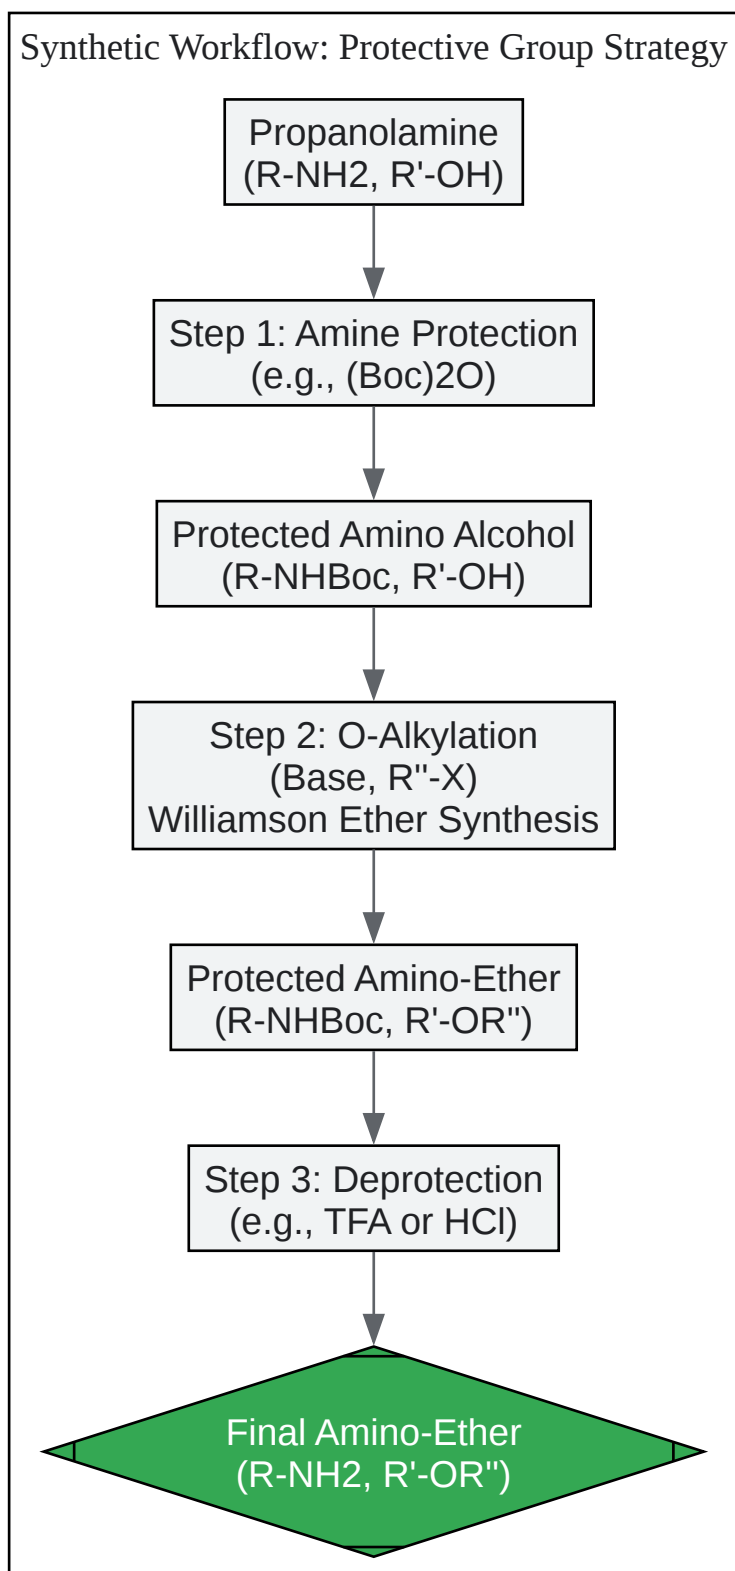 Synthetic Workflow: Protective Group Strategy
Propanolamine
(R-NH2, R'-OH)
Step 1: Amine Protection
(e.g., (Boc)2O)
Protected Amino Alcohol
(R-NHBoc, R'-OH)
Step 2: O-Alkylation
(Base, R''-X)
Williamson Ether Synthesis
Protected Amino-Ether
(R-NHBoc, R'-OR'')
Step 3: Deprotection
(e.g., TFA or HCl)
Final Amino-Ether
(R-NH2, R'-OR'')